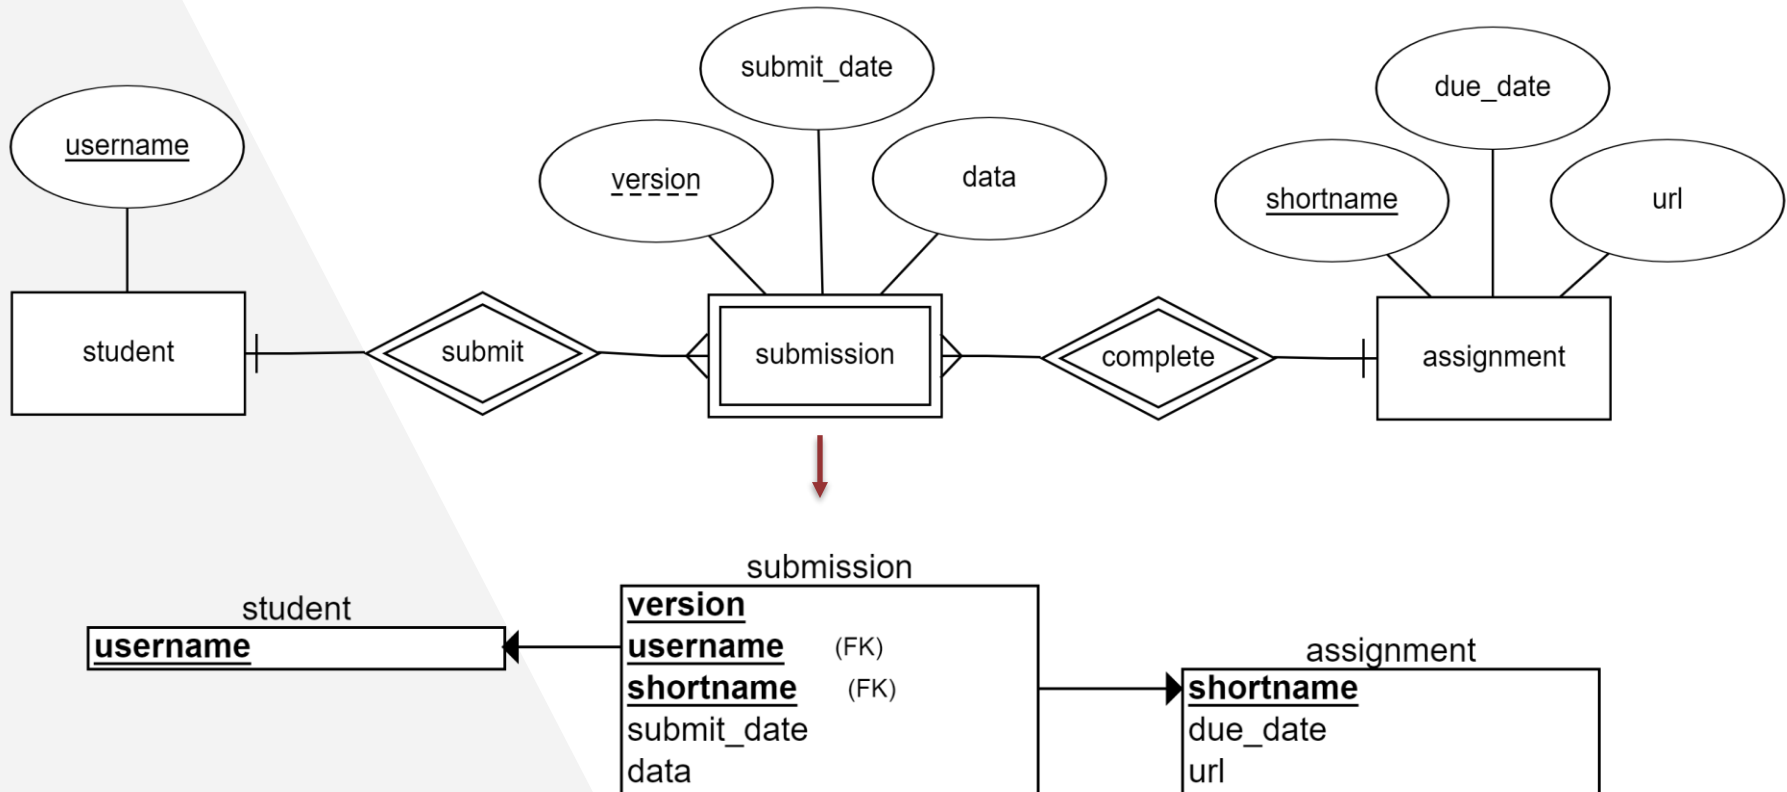 submit_date
due_date
username
version
data
shortname
url
student
submit
submission
complete
assignment
submission
version
username (FK)
shortname (FK)
submit_date
data
student
username
assignment
shortname
due_date
url